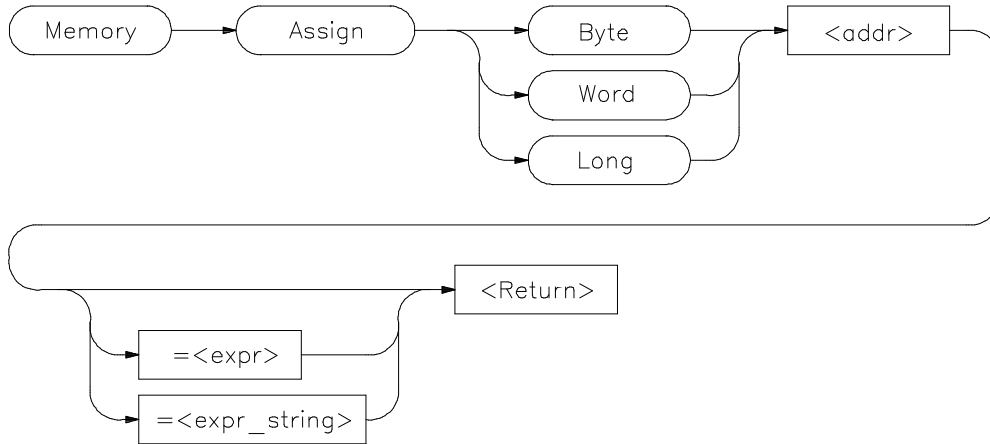 Memory Assign Byte <addr>
Word
Long
<Return>
=<expr>
=<expr_string>